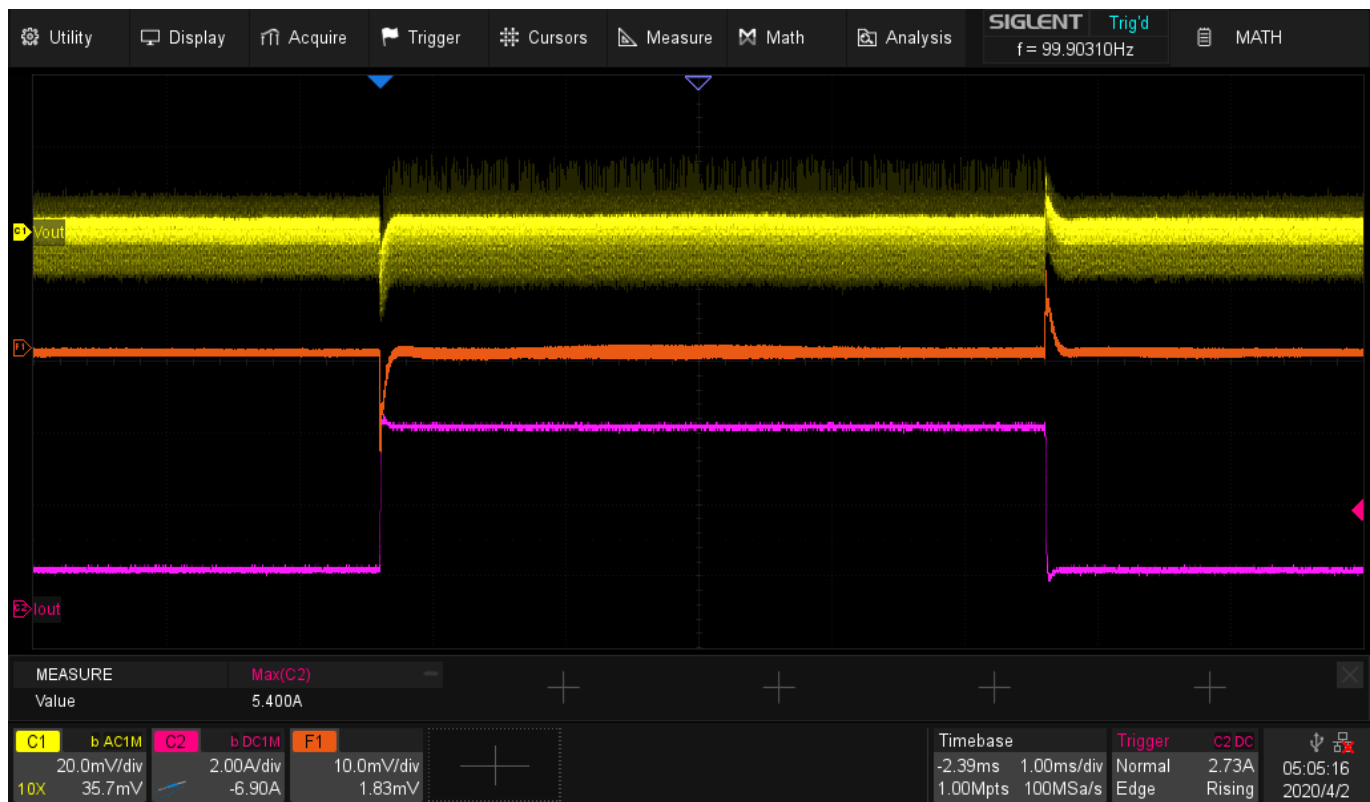 Utility Display Acquire Trigger Cursors Measure Math Analysis SIGLENT Trig'd MATH
f = 99.90310Hz
C1 Vout
F1
C2 Iout
MEASURE Max(C2)
Value 5.400A
C1 b AC1M C2 b DC1M F1 Timebase Trigger C2 DC
20.0mV/div 2.00A/div 10.0mV/div -2.39ms 1.00ms/div Normal 2.73A 05:05:16
10X 35.7mV -6.90A 1.83mV 1.00Mpts 100MSa/s Edge Rising 2020/4/2